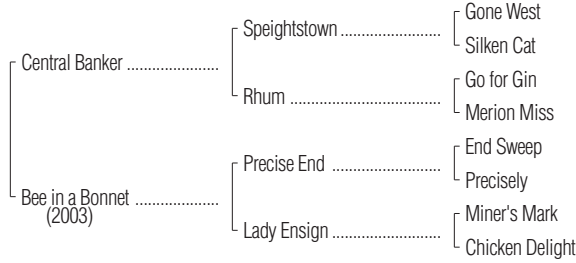 Gone West
Speightstown ......................
Silken Cat
Central Banker ....................
Go for Gin
Rhum .................................
Merion Miss
End Sweep
Precise End ........................
Precisely
Bee in a Bonnet ..................
(2003)
Miner's Mark
Lady Ensign ........................
Chicken Delight